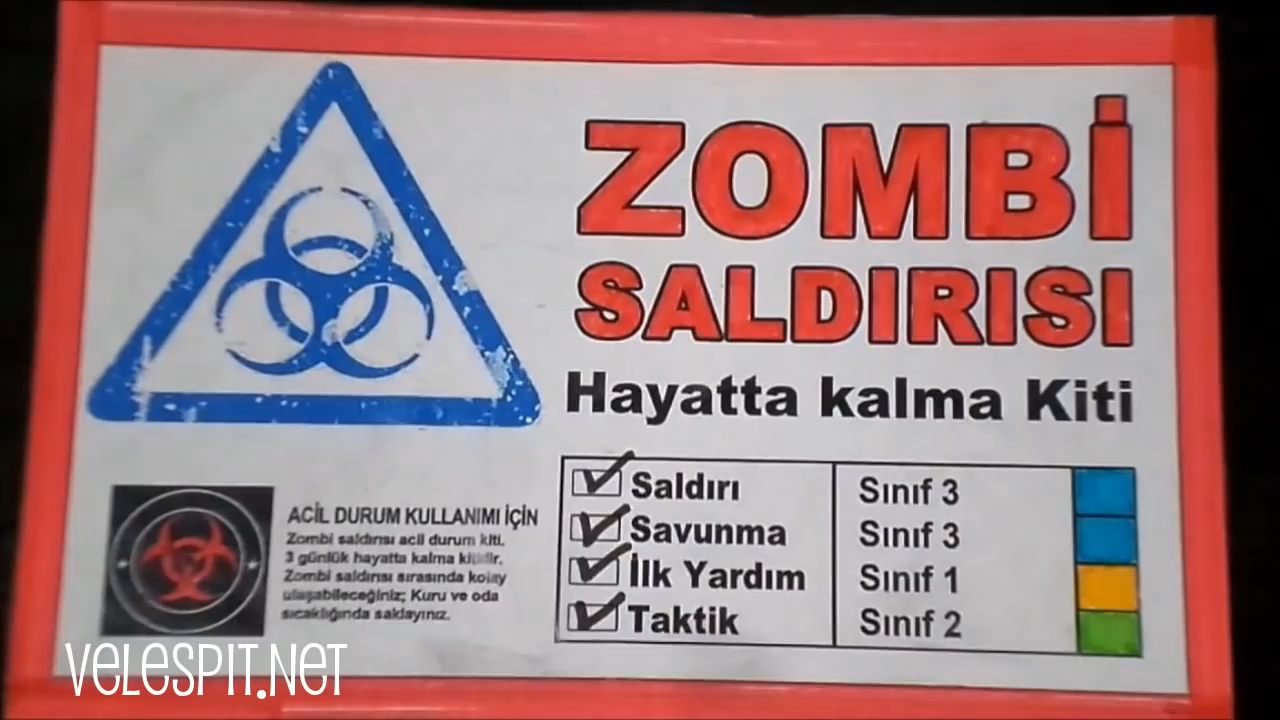 ZOMBİ
SALDIRISI
Hayatta kalma Kiti
Saldırı Sınıf 3
Savunma Sınıf 3
İlk Yardım Sınıf 1
Taktik Sınıf 2
ACİL DURUM KULLANIMI İÇİN
Zombi saldırısı acil durum kiti.
3 günlük hayatta kalma kitidir.
Zombi saldırısı sırasında kolay
ulaşabileceğiniz; Kuru ve oda
sıcaklığında saklayınız.
VELESPIT.NET